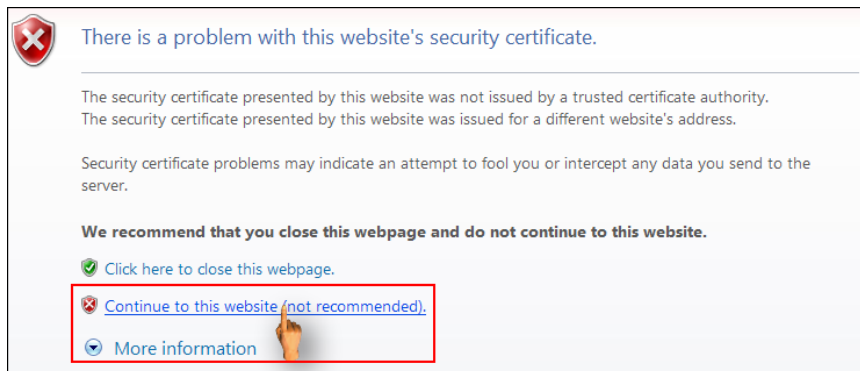 There is a problem with this website's security certificate.
The security certificate presented by this website was not issued by a trusted certificate authority.
The security certificate presented by this website was issued for a different website's address.
Security certificate problems may indicate an attempt to fool you or intercept any data you send to the
server.
We recommend that you close this webpage and do not continue to this website.
Click here to close this webpage.
Continue to this website (not recommended).
More information